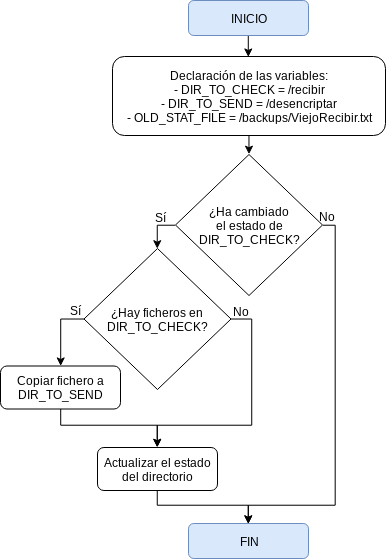 INICIO
Declaración de las variables:
- DIR_TO_CHECK = /recibir
- DIR_TO_SEND = /desencriptar
- OLD_STAT_FILE = /backups/ViejoRecibir.txt
¿Ha cambiado
el estado de
DIR_TO_CHECK?
Sí
No
¿Hay ficheros en
DIR_TO_CHECK?
Sí
No
Copiar fichero a
DIR_TO_SEND
Actualizar el estado
del directorio
FIN